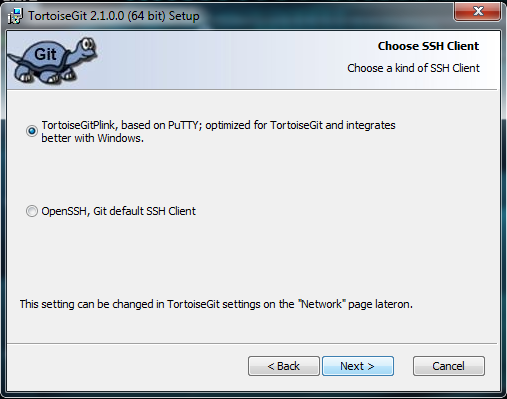 TortoiseGit 2.1.0.0 (64 bit) Setup
Git
Choose SSH Client
Choose a kind of SSH Client
TortoiseGitPlink, based on PuTTY; optimized for TortoiseGit and integrates
better with Windows.
OpenSSH, Git default SSH Client
This setting can be changed in TortoiseGit settings on the "Network" page lateron.
< Back
Next >
Cancel